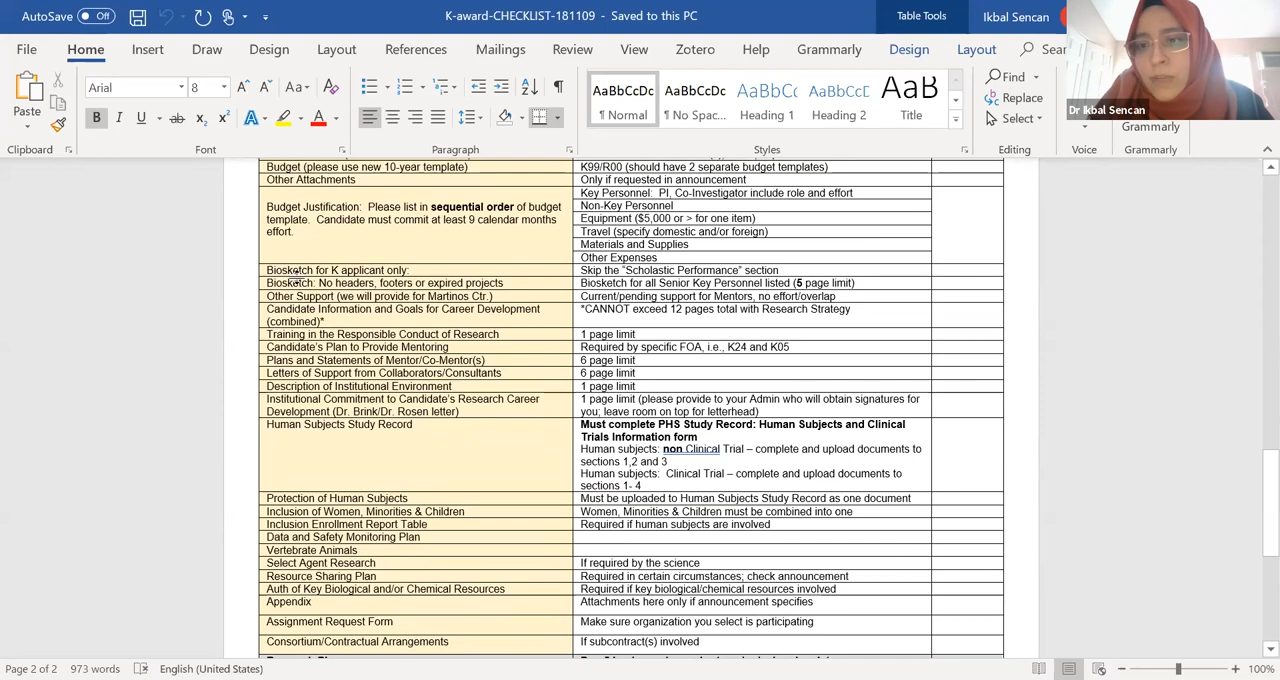 AutoSave Off K-award-CHECKLIST-181109 - Saved to this PC Table Tools Ikbal Sencan
File Home Insert Draw Design Layout References Mailings Review View Zotero Help Grammarly Design Layout
Arial 8 Aa Find
Paste AaBbCcDc AaBbCcDc AaBbCc AaBbCcD AaB Replace
B I U ab x2 x2 A A ¶ Normal ¶ No Spac... Heading 1 Heading 2 Title Select
Dr Ikbal Sencan
Grammarly
Clipboard Font Paragraph Styles Editing Voice Grammarly
Budget (please use new 10-year template) K99/R00 (should have 2 separate budget templates)
Other Attachments Only if requested in announcement
Budget Justification: Please list in sequential order of budget
template. Candidate must commit at least 9 calendar months
effort.
Key Personnel: PI, Co-Investigator include role and effort
Non-Key Personnel
Equipment ($5,000 or > for one item)
Travel (specify domestic and/or foreign)
Materials and Supplies
Other Expenses
Biosketch for K applicant only: Skip the "Scholastic Performance" section
Biosketch: No headers, footers or expired projects Biosketch for all Senior Key Personnel listed (5 page limit)
Other Support (we will provide for Martinos Ctr.) Current/pending support for Mentors, no effort/overlap
Candidate Information and Goals for Career Development *CANNOT exceed 12 pages total with Research Strategy
(combined)*
Training in the Responsible Conduct of Research 1 page limit
Candidate's Plan to Provide Mentoring Required by specific FOA, i.e., K24 and K05
Plans and Statements of Mentor/Co-Mentor(s) 6 page limit
Letters of Support from Collaborators/Consultants 6 page limit
Description of Institutional Environment 1 page limit
Institutional Commitment to Candidate's Research Career 1 page limit (please provide to your Admin who will obtain signatures for
Development (Dr. Brink/Dr. Rosen letter) you; leave room on top for letterhead)
Human Subjects Study Record Must complete PHS Study Record: Human Subjects and Clinical
Trials Information form
Human subjects: non Clinical Trial – complete and upload documents to
sections 1,2 and 3
Human subjects: Clinical Trial – complete and upload documents to
sections 1- 4
Protection of Human Subjects Must be uploaded to Human Subjects Study Record as one document
Inclusion of Women, Minorities & Children Women, Minorities & Children must be combined into one
Inclusion Enrollment Report Table Required if human subjects are involved
Data and Safety Monitoring Plan
Vertebrate Animals
Select Agent Research If required by the science
Resource Sharing Plan Required in certain circumstances; check announcement
Auth of Key Biological and/or Chemical Resources Required if key biological/chemical resources involved
Appendix Attachments here only if announcement specifies
Assignment Request Form Make sure organization you select is participating
Consortium/Contractual Arrangements If subcontract(s) involved
Page 2 of 2 973 words English (United States) 100%